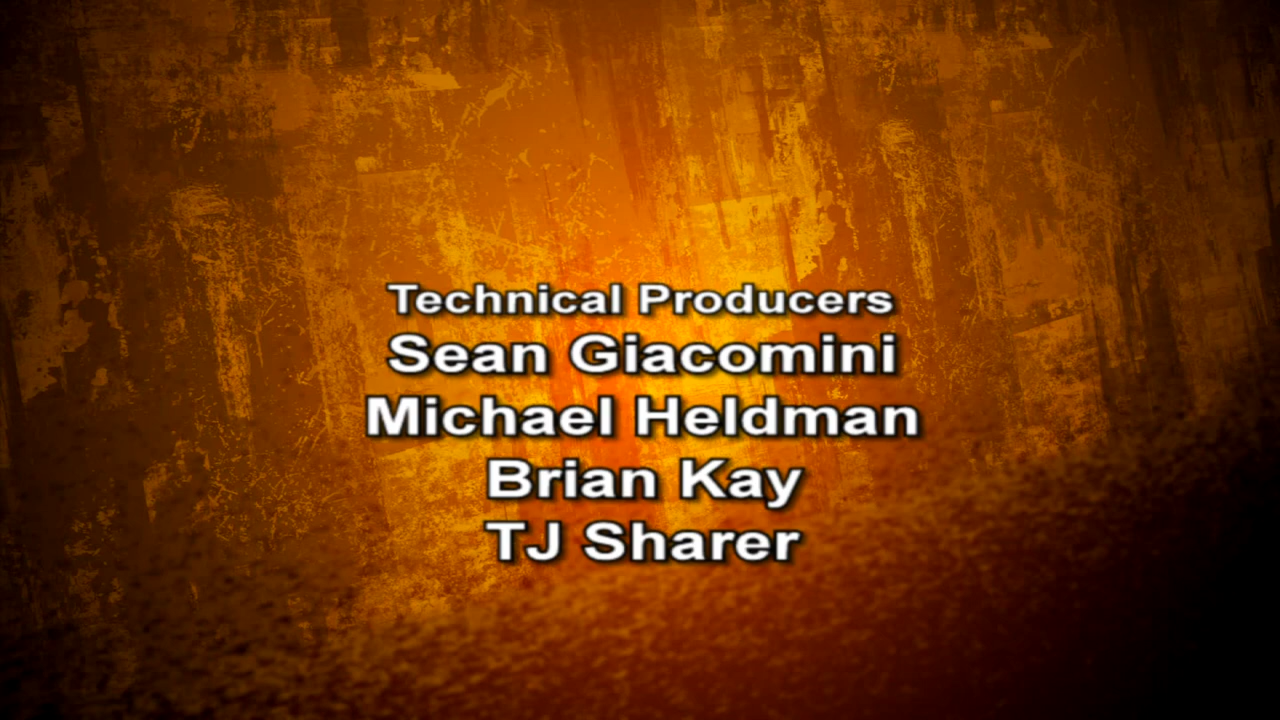 Technical Producers
Sean Giacomini
Michael Heldman
Brian Kay
TJ Sharer